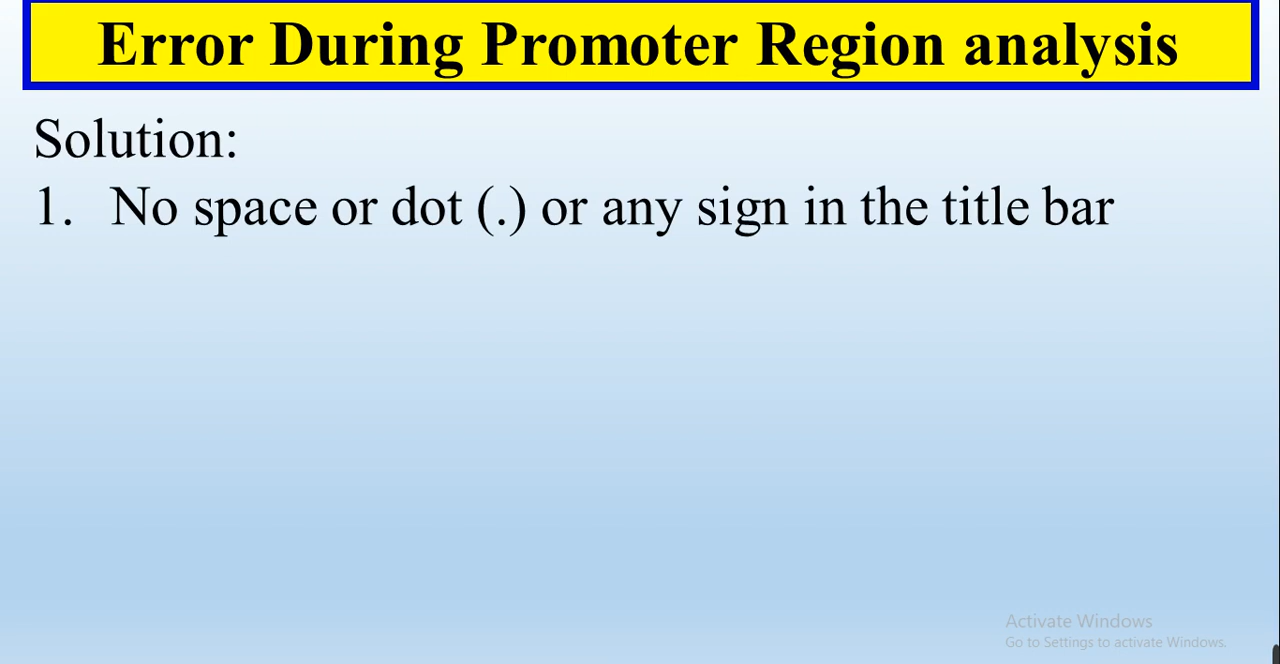 Error During Promoter Region analysis
Solution:
1. No space or dot (.) or any sign in the title bar
Activate Windows
Go to Settings to activate Windows.